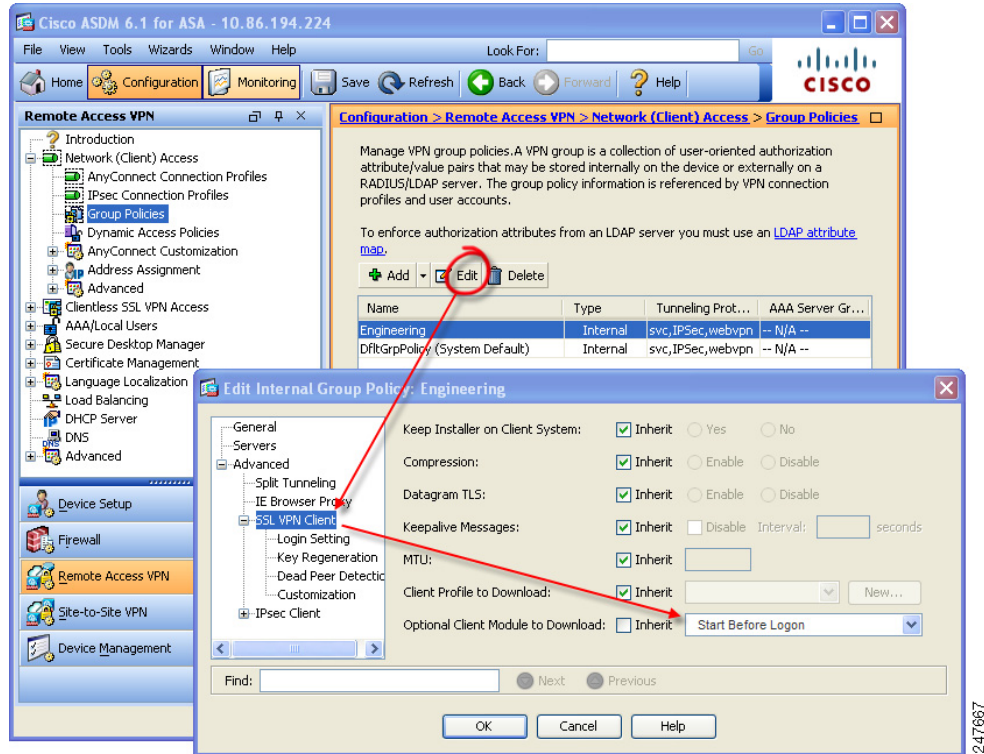 Cisco ASDM 6.1 for ASA - 10.86.194.224
File View Tools Wizards Window Help Look For: Go
Home Configuration Monitoring Save Refresh Back Forward Help
CISCO
Remote Access VPN
Introduction
Network (Client) Access
AnyConnect Connection Profiles
IPsec Connection Profiles
Group Policies
Dynamic Access Policies
AnyConnect Customization
Address Assignment
Advanced
Clientless SSL VPN Access
AAA/Local Users
Secure Desktop Manager
Certificate Management
Language Localization
Load Balancing
DHCP Server
DNS
Advanced
Device Setup
Firewall
Remote Access VPN
Site-to-Site VPN
Device Management
Configuration > Remote Access VPN > Network (Client) Access > Group Policies
Manage VPN group policies.A VPN group is a collection of user-oriented authorization
attribute/value pairs that may be stored internally on the device or externally on a
RADIUS/LDAP server. The group policy information is referenced by VPN connection
profiles and user accounts.
To enforce authorization attributes from an LDAP server you must use an LDAP attribute
map.
Add Edit Delete
Name Type Tunneling Prot... AAA Server Gr...
Engineering Internal svc,IPSec,webvpn -- N/A --
DfltGrpPolicy (System Default) Internal svc,IPSec,webvpn -- N/A --
Edit Internal Group Policy: Engineering
General
Servers
Advanced
Split Tunneling
IE Browser Proxy
SSL VPN Client
Login Setting
Key Regeneration
Dead Peer Detectic
Customization
IPsec Client
Keep Installer on Client System: Inherit Yes No
Compression: Inherit Enable Disable
Datagram TLS: Inherit Enable Disable
Keepalive Messages: Inherit Disable Interval: seconds
MTU: Inherit
Client Profile to Download: Inherit New...
Optional Client Module to Download: Inherit Start Before Logon
Find: Next Previous
OK Cancel Help
247667